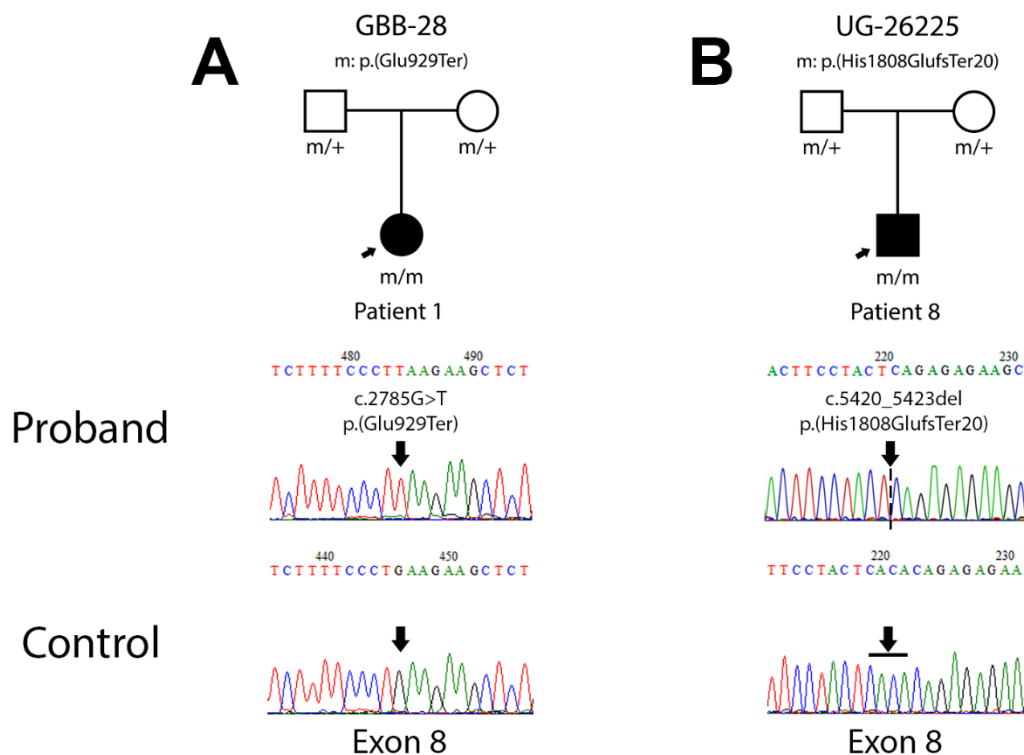 A
GBB-28
m: p.(Glu929Ter)
m/+
m/+
m/m
Patient 1
B
UG-26225
m: p.(His1808GlufsTer20)
m/+
m/+
m/m
Patient 8
Proband
480 490
TCTTTTCCCTTAAGAAGCTCT
c.2785G>T
p.(Glu929Ter)
220 230
ACTTCCTACTCAGAGAGAAGC
c.5420_5423del
p.(His1808GlufsTer20)
Control
440 450
TCTTTTCCCTGAAGAAGCTCT
Exon 8
220 230
TTCCTACTCACACAGAGAGAA
Exon 8